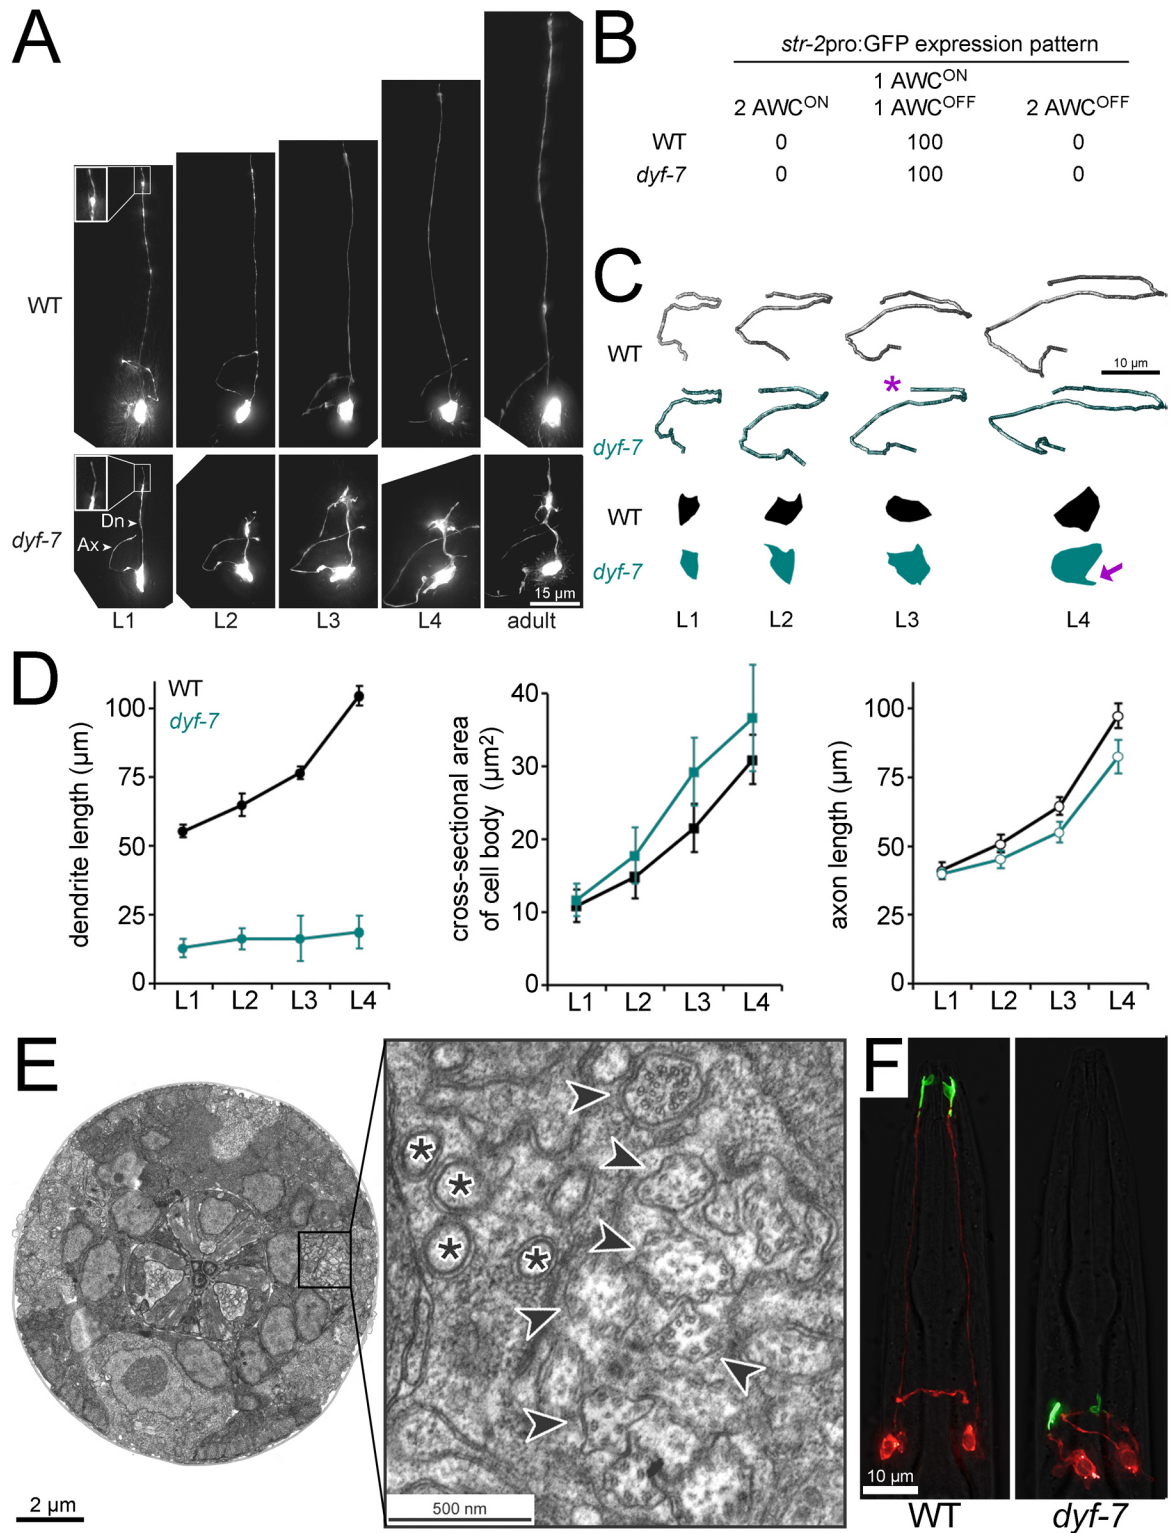 A
WT
Dn
Ax
dyf-7
15 µm
L1
L2
L3
L4
adult
B
str-2pro:GFP expression pattern
1 AWCON
2 AWCON 1 AWCOFF 2 AWCOFF
WT 0 100 0
dyf-7 0 100 0
C
WT
10 µm
*
dyf-7
WT
dyf-7
L1 L2 L3 L4
D
WT
dyf-7
dendrite length (µm)
100
75
50
25
0
L1 L2 L3 L4
cross-sectional area
of cell body (µm2)
40
30
20
10
0
L1 L2 L3 L4
axon length (µm)
100
75
50
25
0
L1 L2 L3 L4
E
*
*
*
*
2 µm
500 nm
F
10 µm
WT
dyf-7